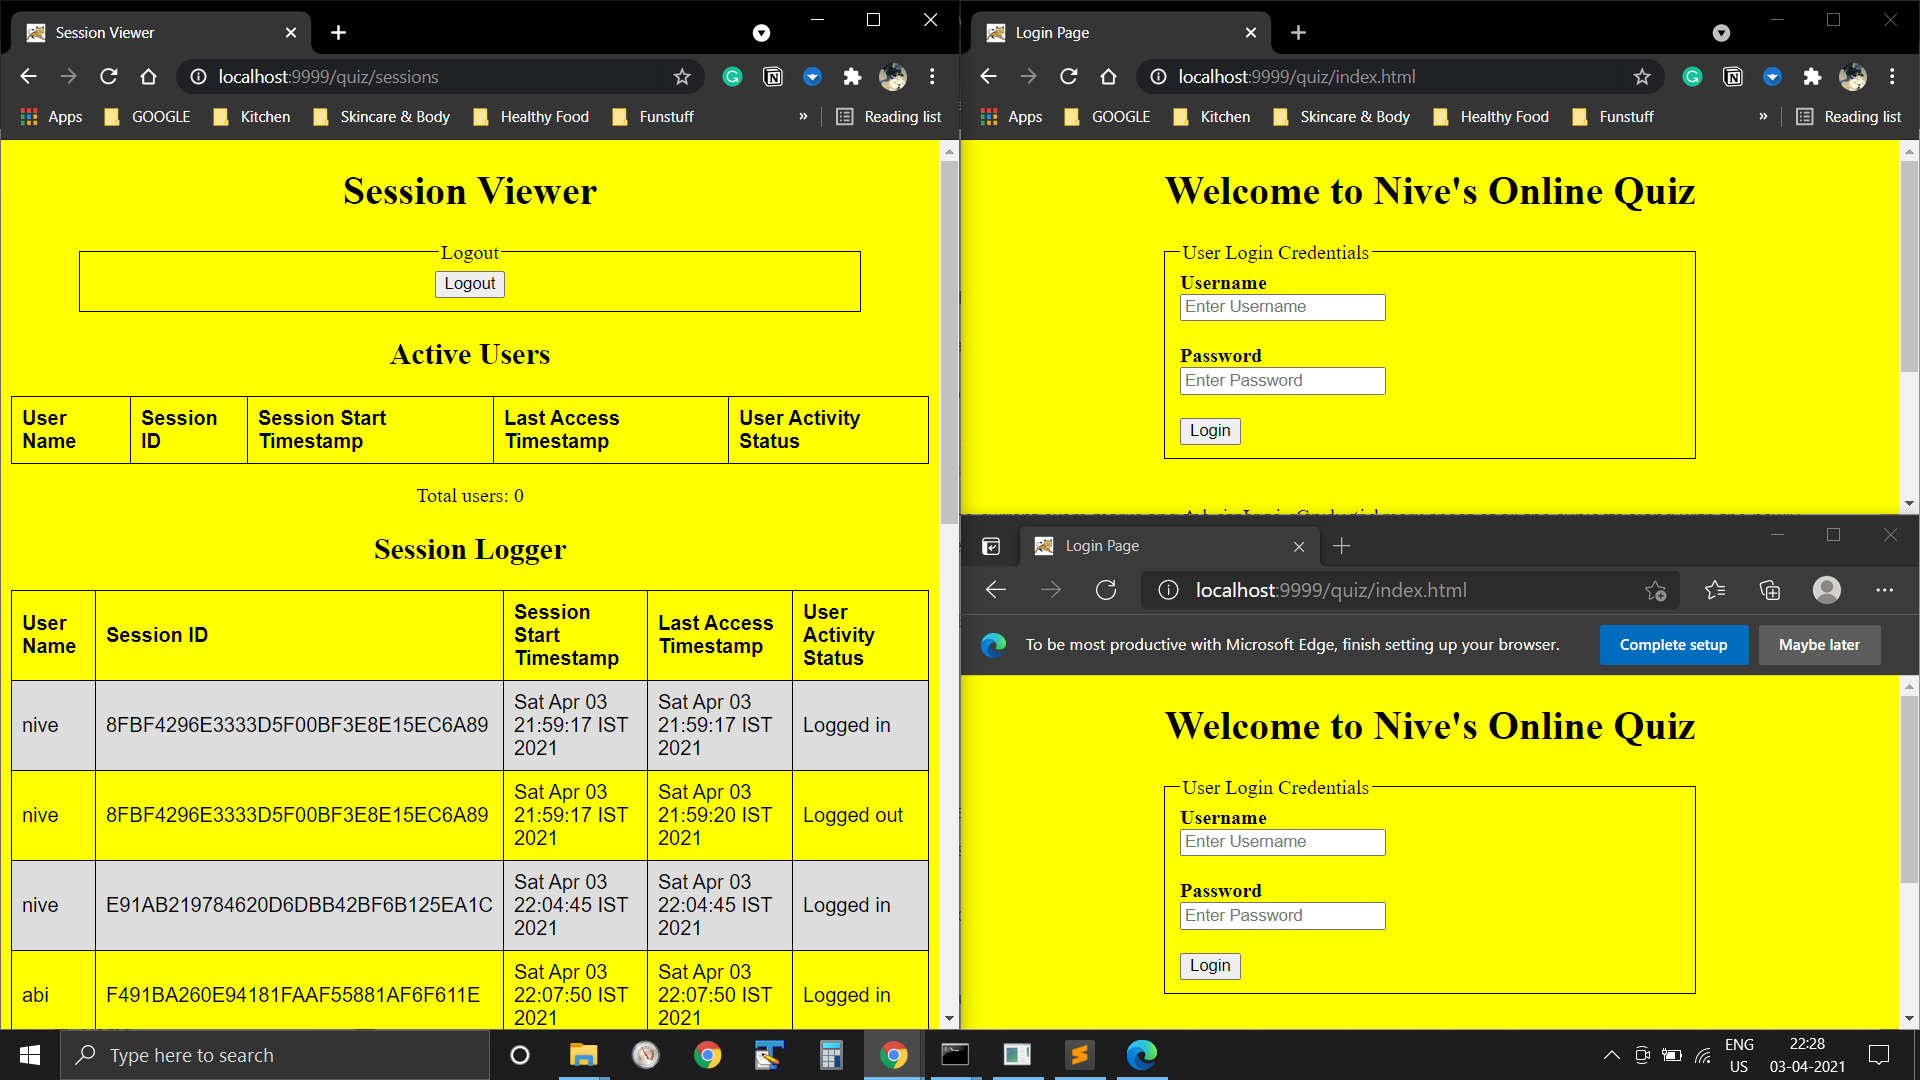 Session Viewer
localhost:9999/quiz/sessions
Apps GOOGLE Kitchen Skincare & Body Healthy Food Funstuff » Reading list
Session Viewer
Logout
Logout
Active Users
User Name Session ID Session Start Timestamp Last Access Timestamp User Activity Status
Total users: 0
Session Logger
User Name Session ID Session Start Timestamp Last Access Timestamp User Activity Status
nive 8FBF4296E3333D5F00BF3E8E15EC6A89 Sat Apr 03 21:59:17 IST 2021 Sat Apr 03 21:59:17 IST 2021 Logged in
nive 8FBF4296E3333D5F00BF3E8E15EC6A89 Sat Apr 03 21:59:17 IST 2021 Sat Apr 03 21:59:20 IST 2021 Logged out
nive E91AB219784620D6DBB42BF6B125EA1C Sat Apr 03 22:04:45 IST 2021 Sat Apr 03 22:04:45 IST 2021 Logged in
abi F491BA260E94181FAAF55881AF6F611E Sat Apr 03 22:07:50 IST 2021 Sat Apr 03 22:07:50 IST 2021 Logged in
Login Page
localhost:9999/quiz/index.html
Apps GOOGLE Kitchen Skincare & Body Healthy Food Funstuff » Reading list
Welcome to Nive's Online Quiz
User Login Credentials
Username
Enter Username
Password
Enter Password
Login
Login Page
localhost:9999/quiz/index.html
To be most productive with Microsoft Edge, finish setting up your browser. Complete setup Maybe later
Welcome to Nive's Online Quiz
User Login Credentials
Username
Enter Username
Password
Enter Password
Login
Type here to search
ENG
US
22:28
03-04-2021